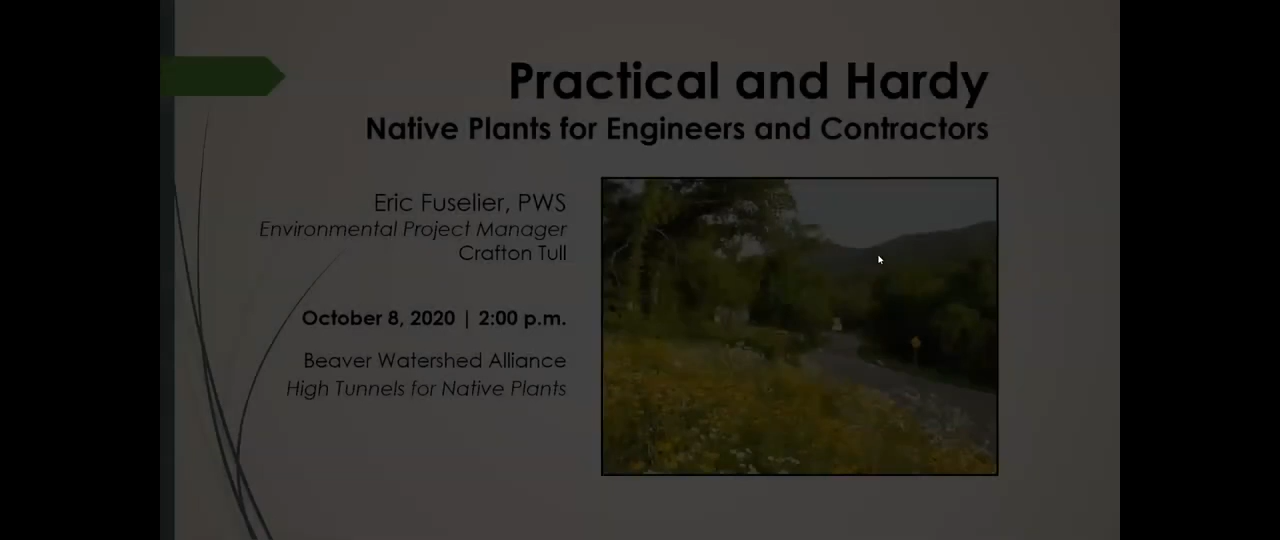 Practical and Hardy
Native Plants for Engineers and Contractors
Eric Fuselier, PWS
Environmental Project Manager
Crafton Tull
October 8, 2020 | 2:00 p.m.
Beaver Watershed Alliance
High Tunnels for Native Plants